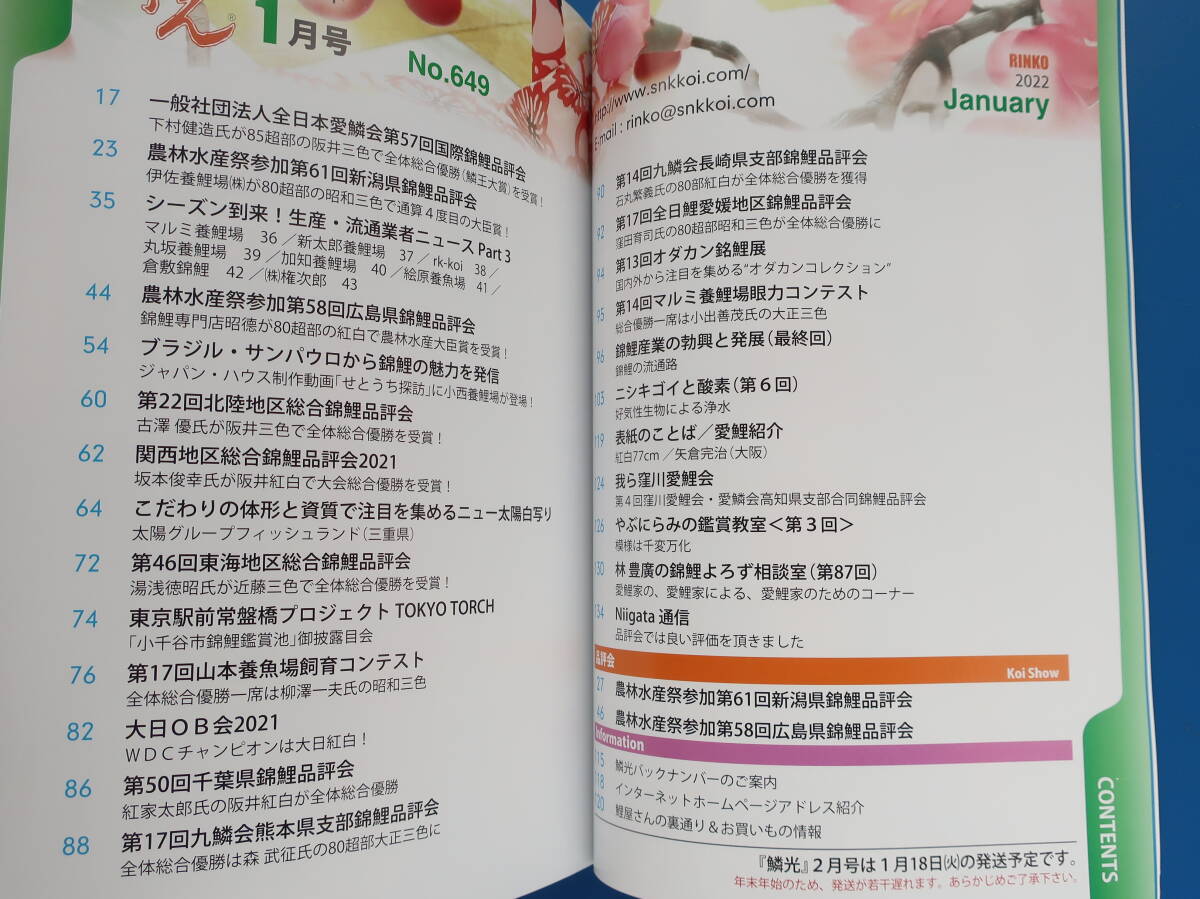 1月号
No.649
17 一般社団法人全日本愛鱗会第57回国際錦鯉品評会
下村健造氏が85超部の阪井三色で全体総合優勝(鱗王大賞)を受賞!
23 農林水産祭参加第61回新潟県錦鯉品評会
伊佐養鯉場㈱が80超部の昭和三色で通算4度目の大臣賞!
35 シーズン到来!生産・流通業者ニュース Part 3
マルミ養鯉場 36 /新太郎養鯉場 37 / rk-koi 38 /
丸坂養鯉場 39 /加知養鯉場 40 /絵原養魚場 41 /
倉敷錦鯉 42 /㈱権次郎 43
44 農林水産祭参加第58回広島県錦鯉品評会
錦鯉専門店昭徳が80超部の紅白で農林水産大臣賞を受賞!
54 ブラジル・サンパウロから錦鯉の魅力を発信
ジャパン・ハウス制作動画「せとうち探訪」に小西養鯉場が登場!
60 第22回北陸地区総合錦鯉品評会
古澤 優氏が阪井三色で全体総合優勝を受賞!
62 関西地区総合錦鯉品評会2021
坂本俊幸氏が阪井紅白で大会総合優勝を受賞!
64 こだわりの体形と資質で注目を集めるニュー太陽白写り
太陽グループフィッシュランド(三重県)
72 第46回東海地区総合錦鯉品評会
湯浅徳昭氏が近藤三色で全体総合優勝を受賞!
74 東京駅前常盤橋プロジェクト TOKYO TORCH
「小千谷市錦鯉鑑賞池」御披露目会
76 第17回山本養魚場飼育コンテスト
全体総合優勝一席は柳澤一夫氏の昭和三色
82 大日OB会2021
WDCチャンピオンは大日紅白!
86 第50回千葉県錦鯉品評会
紅家太郎氏の阪井紅白が全体総合優勝
88 第17回九鱗会熊本県支部錦鯉品評会
全体総合優勝は森 武征氏の80超部大正三色に
http://www.snkkoi.com/
E-mail : rinko@snkkoi.com
RINKO
2022
January
90 第14回九鱗会長崎県支部錦鯉品評会
石丸繁義氏の80部紅白が全体総合優勝を獲得
92 第17回全日鯉愛媛地区錦鯉品評会
窪田育司氏の80超部昭和三色が全体総合優勝に
94 第13回オダカン銘鯉展
国内外から注目を集める“オダカンコレクション”
95 第14回マルミ養鯉場眼力コンテスト
総合優勝一席は小出善茂氏の大正三色
96 錦鯉産業の勃興と発展(最終回)
錦鯉の流通路
103 ニシキゴイと酸素(第6回)
好気性生物による浄水
119 表紙のことば/愛鯉紹介
紅白77cm /矢倉完治(大阪)
124 我ら窪川愛鯉会
第4回窪川愛鯉会・愛鱗会高知県支部合同錦鯉品評会
126 やぶにらみの鑑賞教室<第3回>
模様は千変万化
130 林 豊廣の錦鯉よろず相談室(第87回)
愛鯉家の、愛鯉家による、愛鯉家のためのコーナー
134 Niigata 通信
品評会では良い評価を頂きました
品評会
Koi Show
27 農林水産祭参加第61回新潟県錦鯉品評会
46 農林水産祭参加第58回広島県錦鯉品評会
Information
115 鱗光バックナンバーのご案内
118 インターネットホームページアドレス紹介
120 鯉屋さんの裏通り&お買いもの情報
『鱗光』2月号は1月18日㈫の発送予定です。
年末年始のため、発送が若干遅れます。あらかじめご了承下さい。
CONTENTS